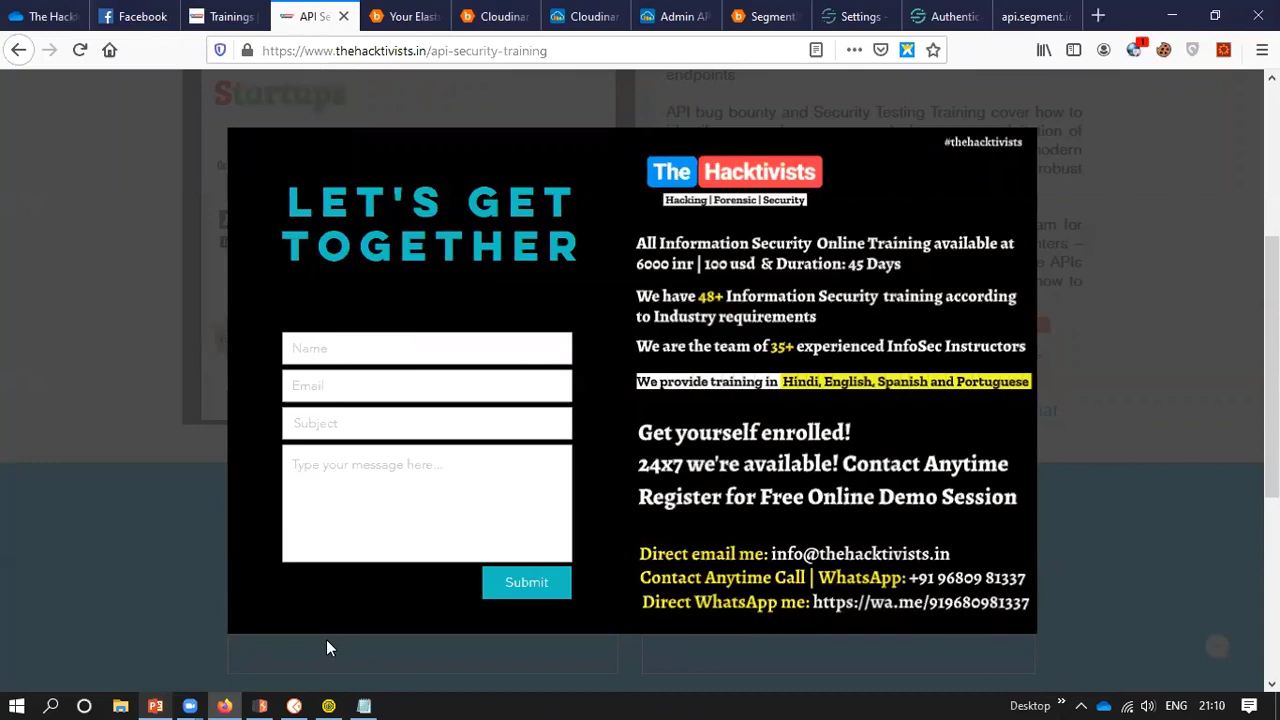 The Hack
Facebook
Trainings
API Se
Your Elas
Cloudinar
Cloudinar
Admin AP
Segment
Settings -
Authentic
api.segment.io
https://www.thehacktivists.in/api-security-training
Startups
endpoints
API bug bounty and Security Testing Training cover how to
#thehacktivists
LET'S GET
TOGETHER
Name
Email
Subject
Type your message here...
Submit
The Hacktivists
Hacking | Forensic | Security
All Information Security Online Training available at
6000 inr | 100 usd & Duration: 45 Days
We have 48+ Information Security training according
to Industry requirements
We are the team of 35+ experienced InfoSec Instructors
We provide training in Hindi, English, Spanish and Portuguese
Get yourself enrolled!
24x7 we're available! Contact Anytime
Register for Free Online Demo Session
Direct email me: info@thehacktivists.in
Contact Anytime Call | WhatsApp: +91 96809 81337
Direct WhatsApp me: https://wa.me/919680981337
Desktop
21:10